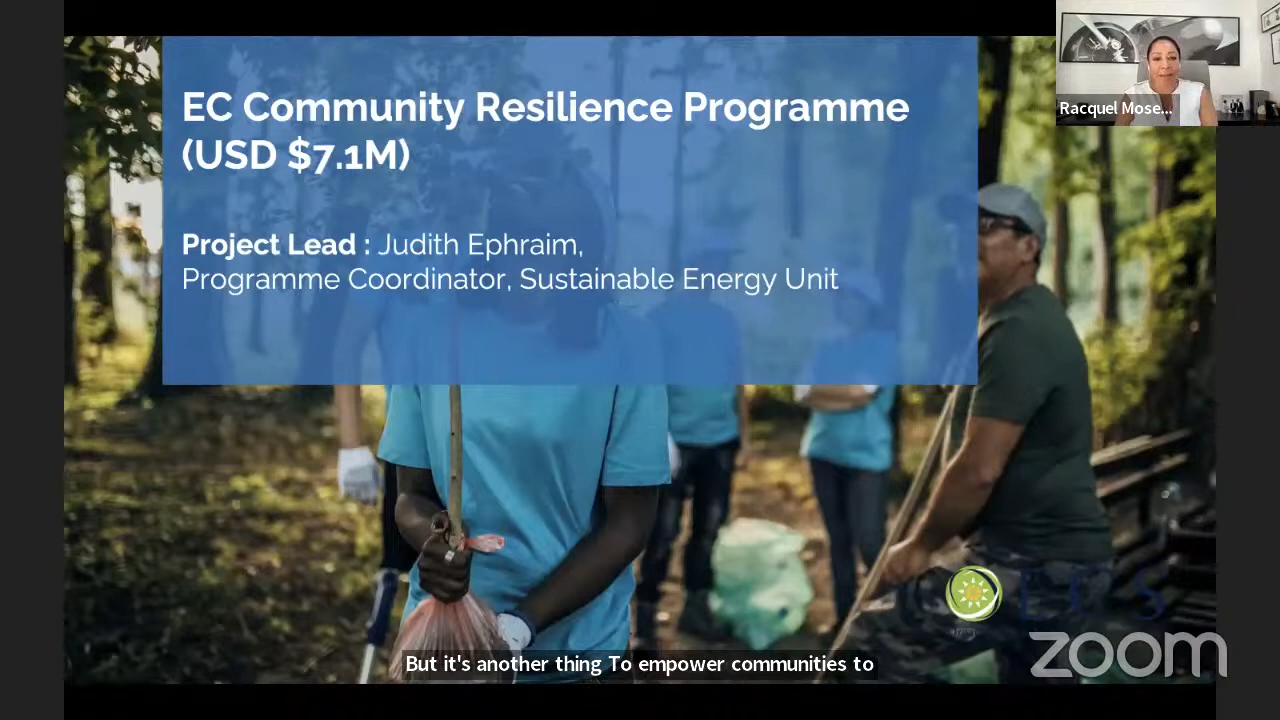 EC Community Resilience Programme
(USD $7.1M)
Project Lead : Judith Ephraim,
Programme Coordinator, Sustainable Energy Unit
Racquel Mose...
But it's another thing To empower communities to
zoom